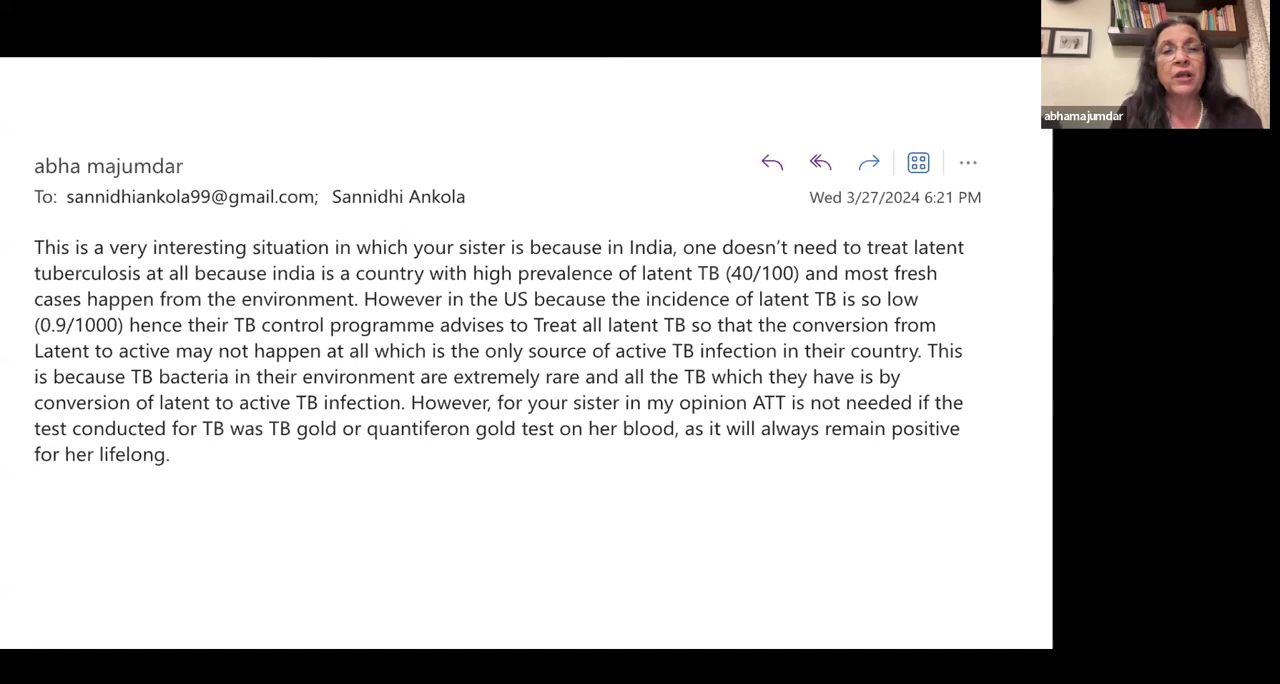 abhamajumdar
abha majumdar
To: sannidhiankola99@gmail.com; Sannidhi Ankola
Wed 3/27/2024 6:21 PM
This is a very interesting situation in which your sister is because in India, one doesn't need to treat latent
tuberculosis at all because india is a country with high prevalence of latent TB (40/100) and most fresh
cases happen from the environment. However in the US because the incidence of latent TB is so low
(0.9/1000) hence their TB control programme advises to Treat all latent TB so that the conversion from
Latent to active may not happen at all which is the only source of active TB infection in their country. This
is because TB bacteria in their environment are extremely rare and all the TB which they have is by
conversion of latent to active TB infection. However, for your sister in my opinion ATT is not needed if the
test conducted for TB was TB gold or quantiferon gold test on her blood, as it will always remain positive
for her lifelong.